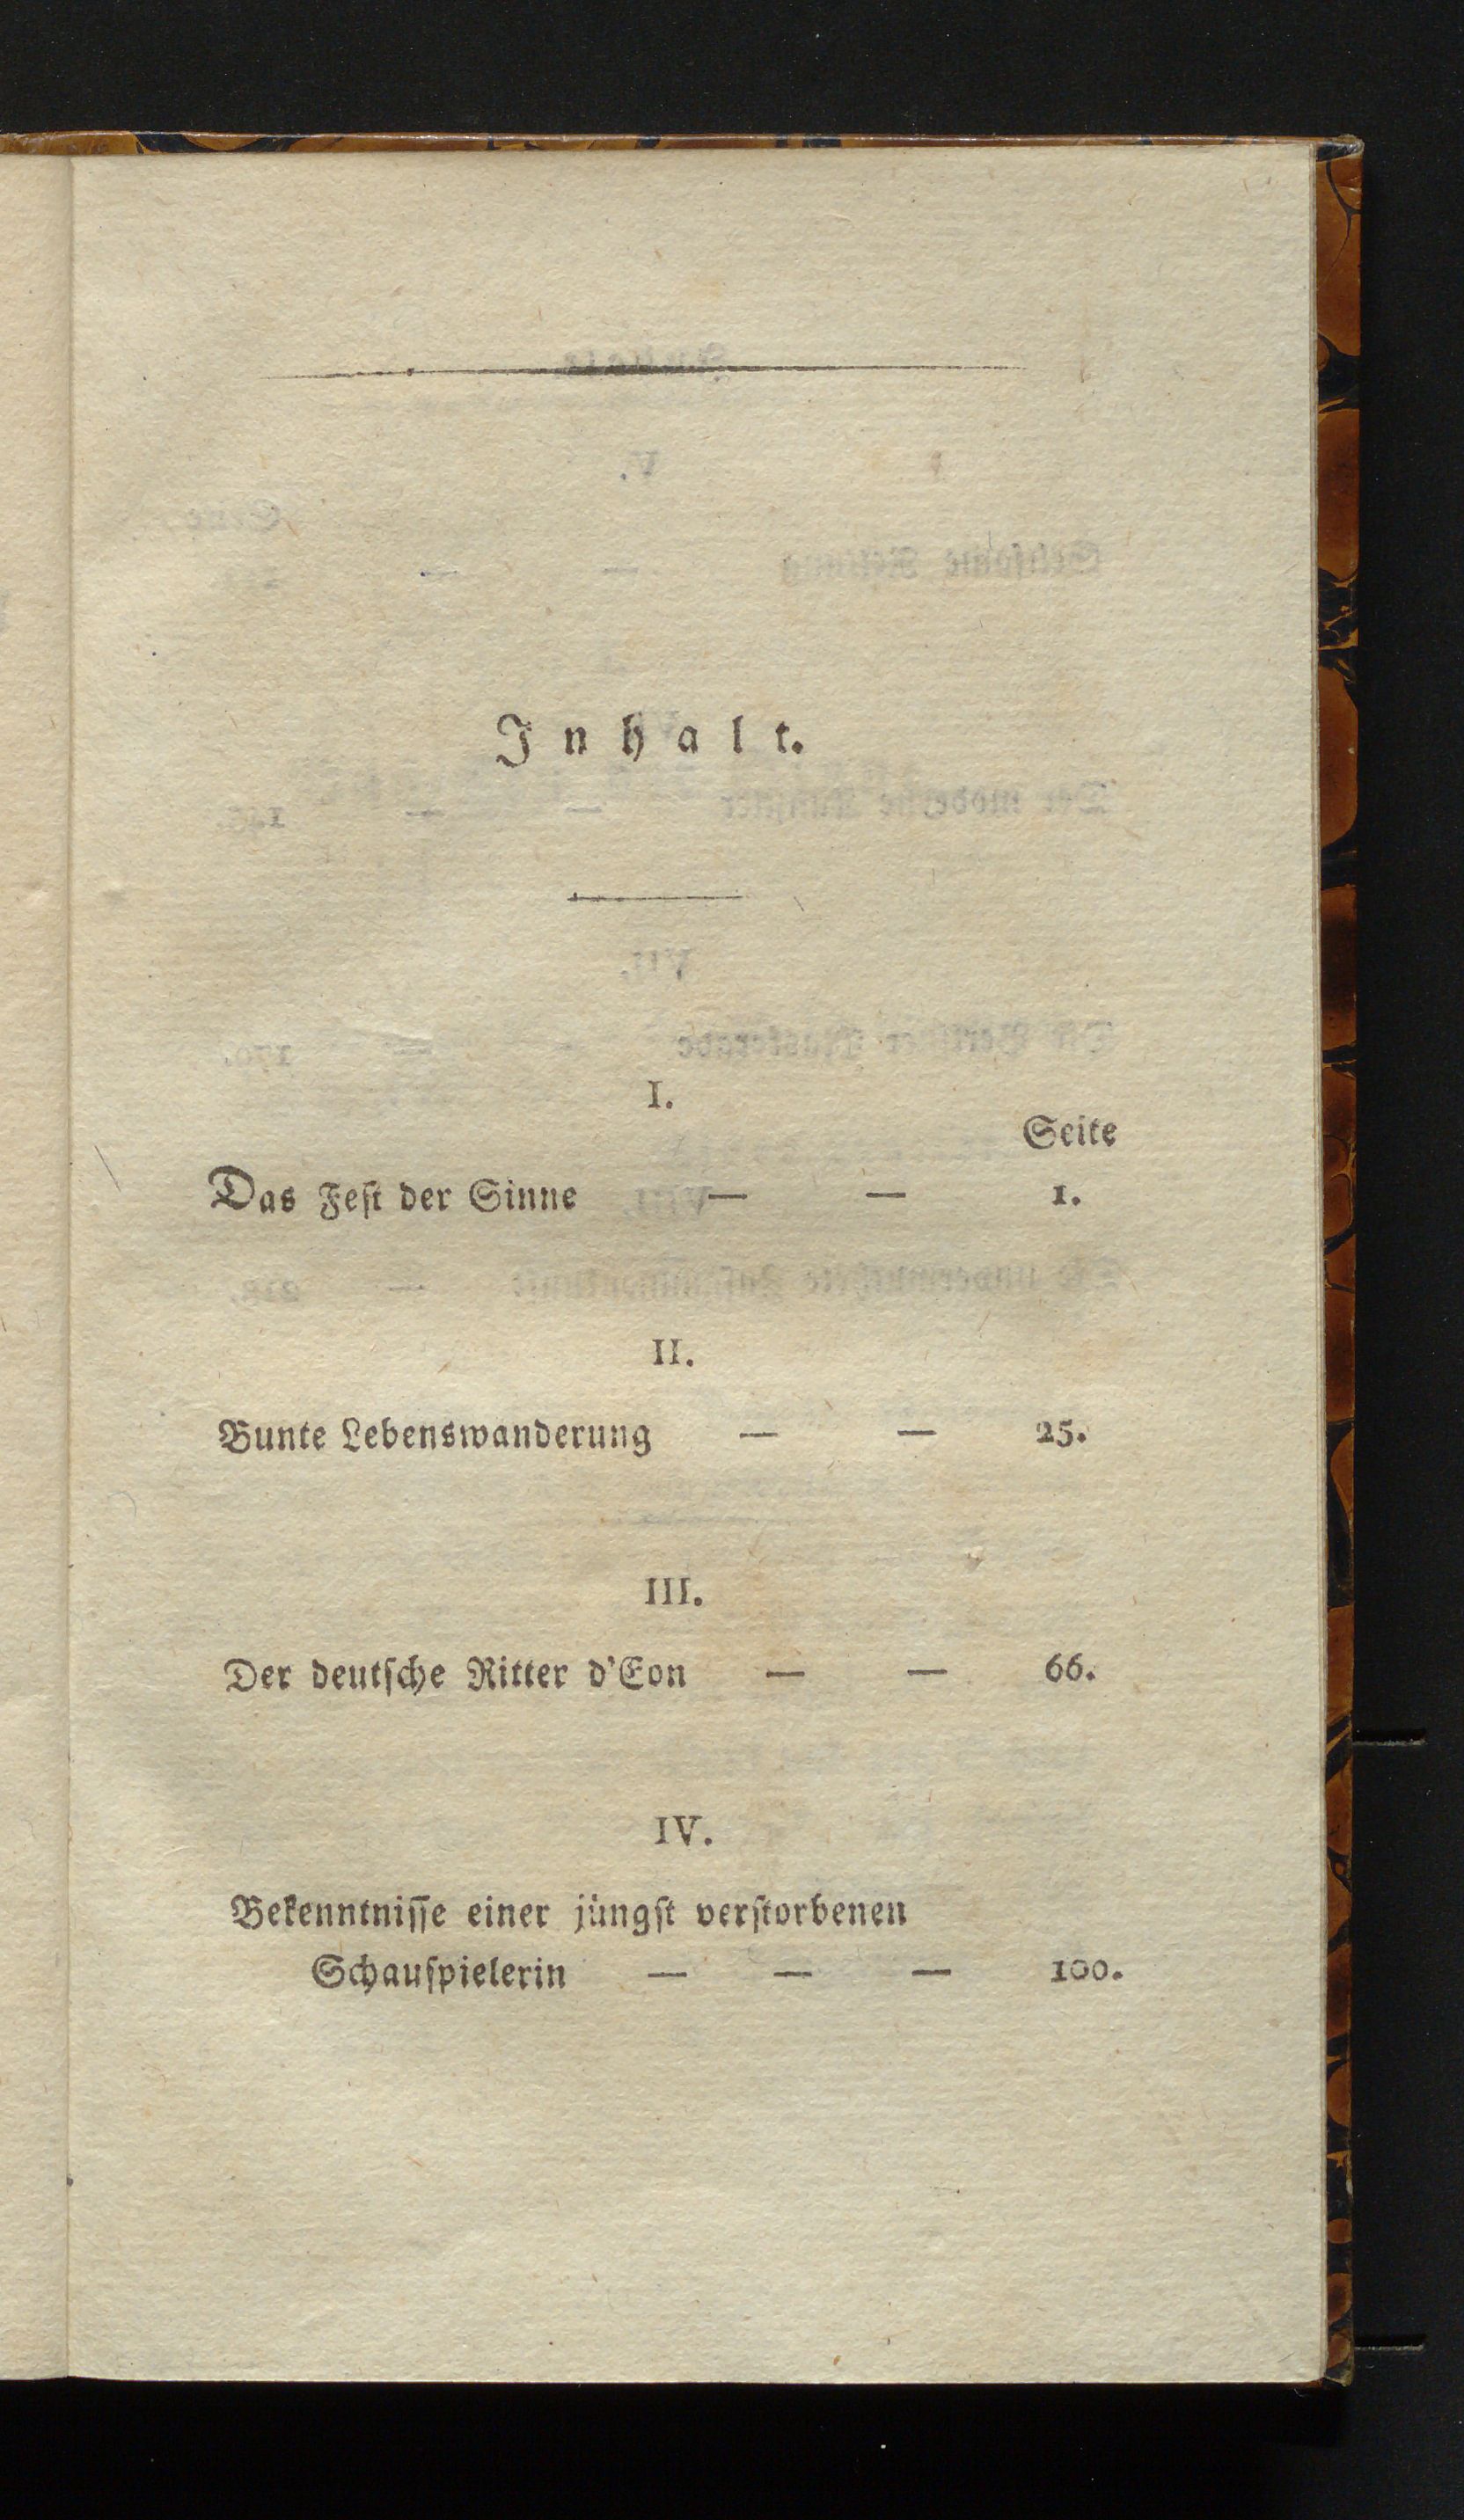 Inhalt.
I.
Seite
Das Feſt der Sinne — — 1.
II.
Bunte Lebenswanderung — — 25.
III.
Der deutſche Ritter d'Eon — — 66.
IV.
Bekenntniſſe einer jüngſt verſtorbenen
Schauſpielerin — — — 100.